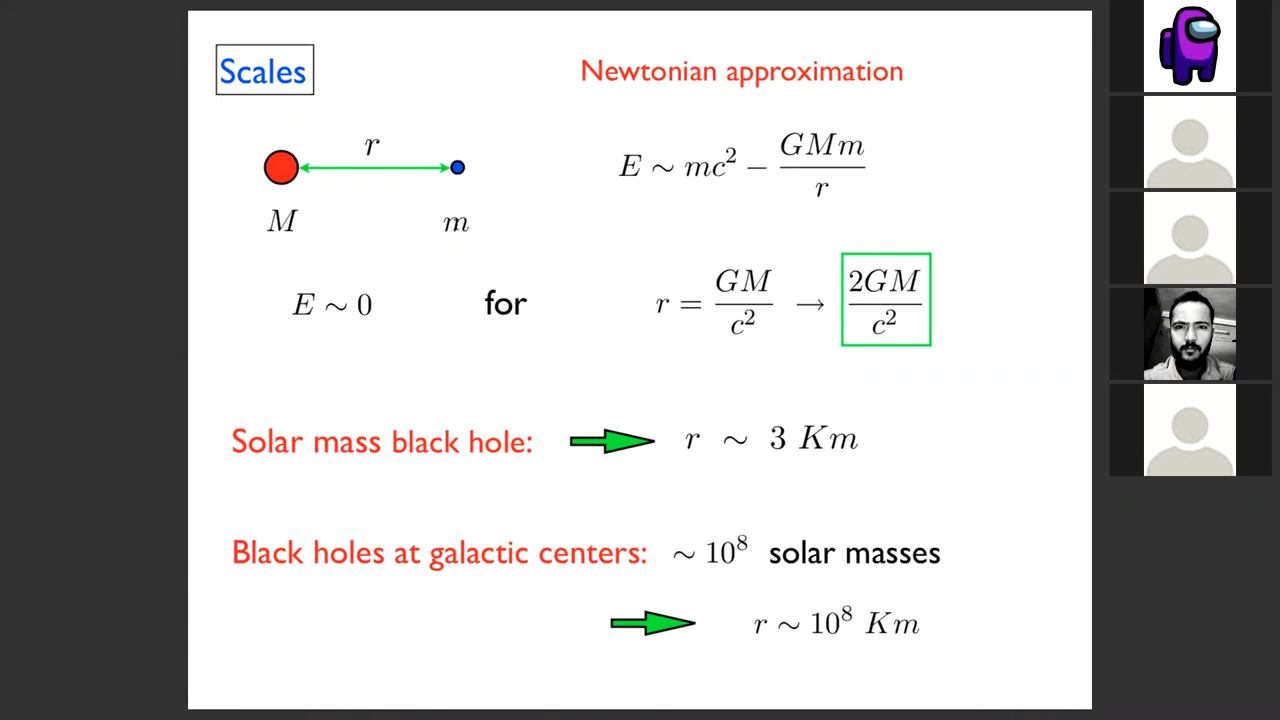 Scales
Newtonian approximation
r
M m
E ∼ mc² − GMm/r
E ∼ 0 for r = GM/c² → 2GM/c²
Solar mass black hole: r ∼ 3 Km
Black holes at galactic centers: ∼ 10⁸ solar masses
r ∼ 10⁸ Km